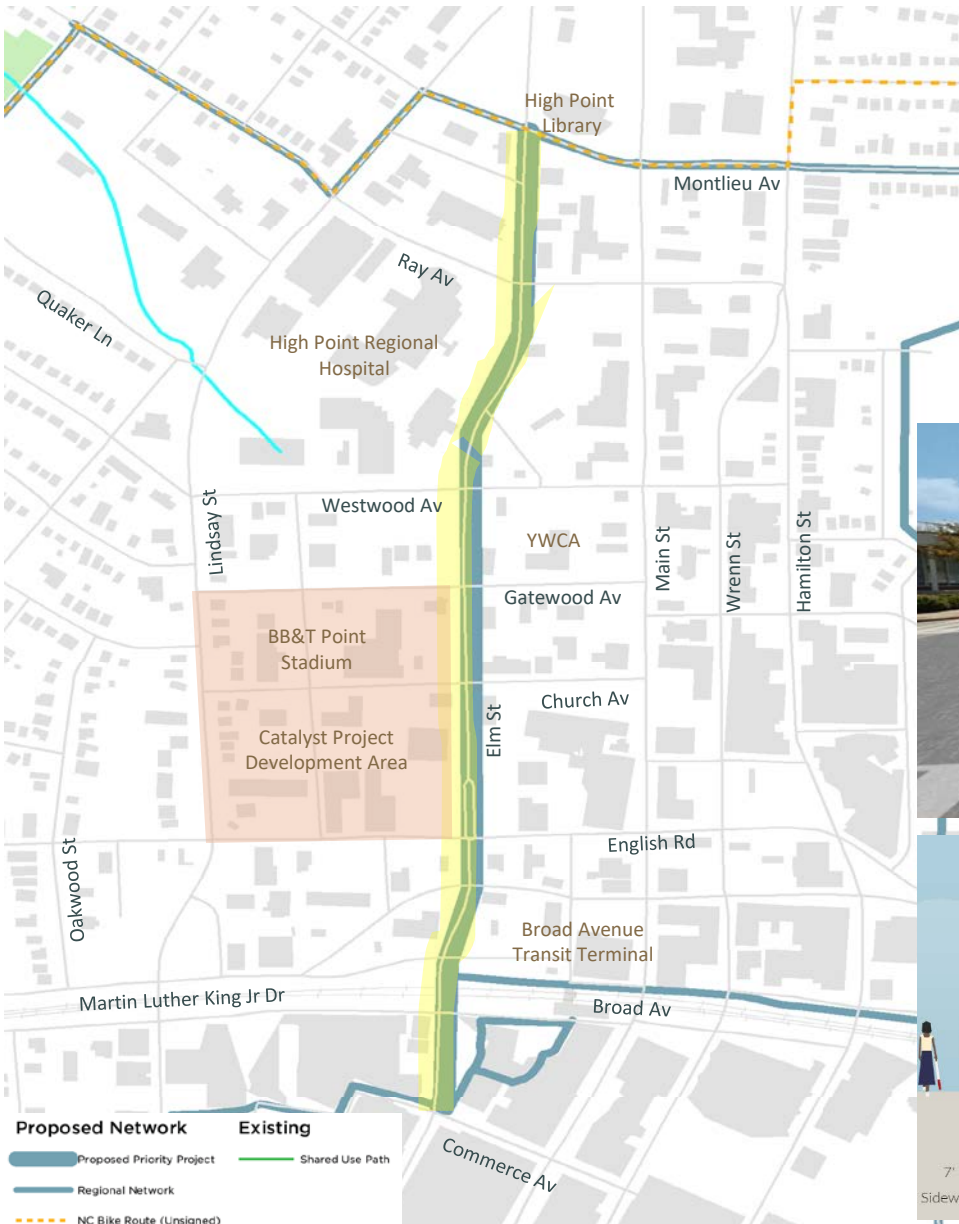 High Point
Library
Montlieu Av
Ray Av
Quaker Ln
High Point Regional
Hospital
Lindsay St
Westwood Av
YWCA
Main St
Wrenn St
Hamilton St
Gatewood Av
BB&T Point
Stadium
Church Av
Elm St
Catalyst Project
Development Area
English Rd
Oakwood St
Broad Avenue
Transit Terminal
Martin Luther King Jr Dr
Broad Av
Commerce Av
Proposed Network
Existing
Proposed Priority Project
Shared Use Path
Regional Network
NC Bike Route (Unsigned)
7'
Sidew